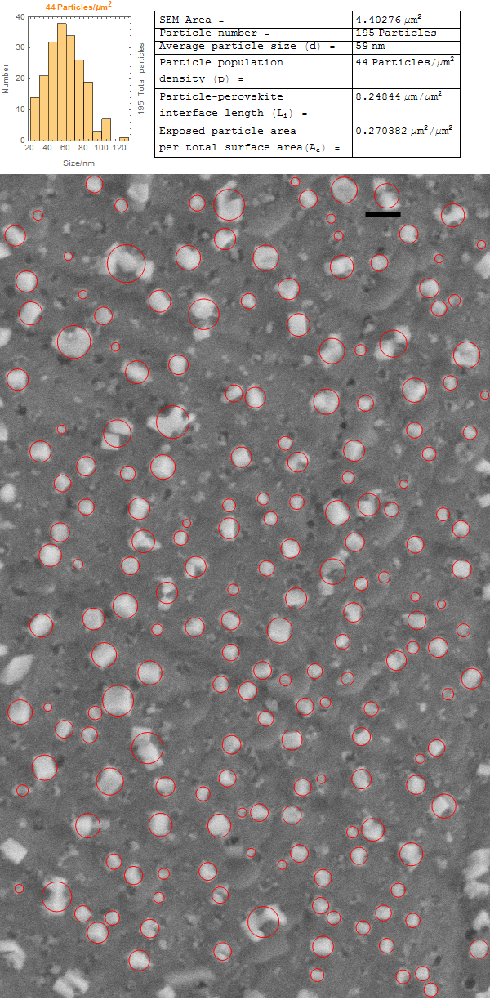 44 Particles/μm²
40
30
20
10
0
Number
195 Total particles
20 40 60 80 100 120
Size/nm
SEM Area = 4.40276 μm²
Particle number = 195 Particles
Average particle size (d) = 59 nm
Particle population density (p) = 44 Particles/μm²
Particle-perovskite interface length (Lᵢ) = 8.24844 μm/μm²
Exposed particle area per total surface area(Aₑ) = 0.270382 μm²/μm²